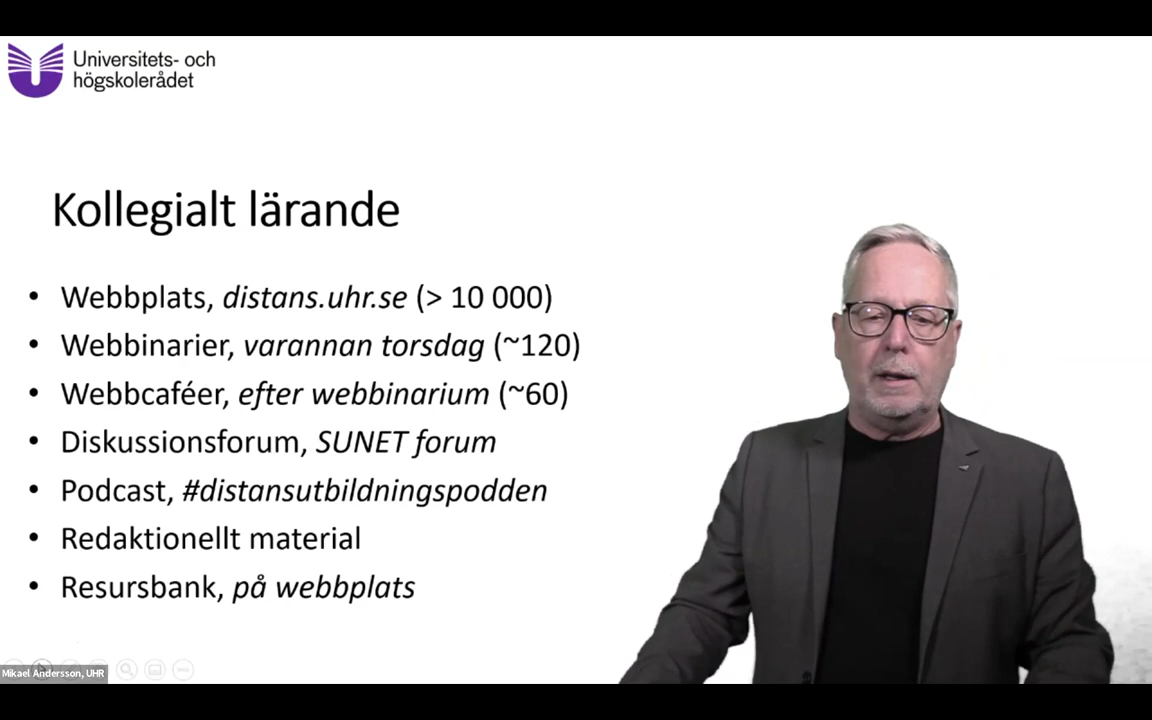 Universitets- och
högskolerådet
Kollegialt lärande
• Webbplats, distans.uhr.se (> 10 000)
• Webbinarier, varannan torsdag (~120)
• Webbcaféer, efter webbinarium (~60)
• Diskussionsforum, SUNET forum
• Podcast, #distansutbildningspodden
• Redaktionellt material
• Resursbank, på webbplats
Mikael Andersson, UHR